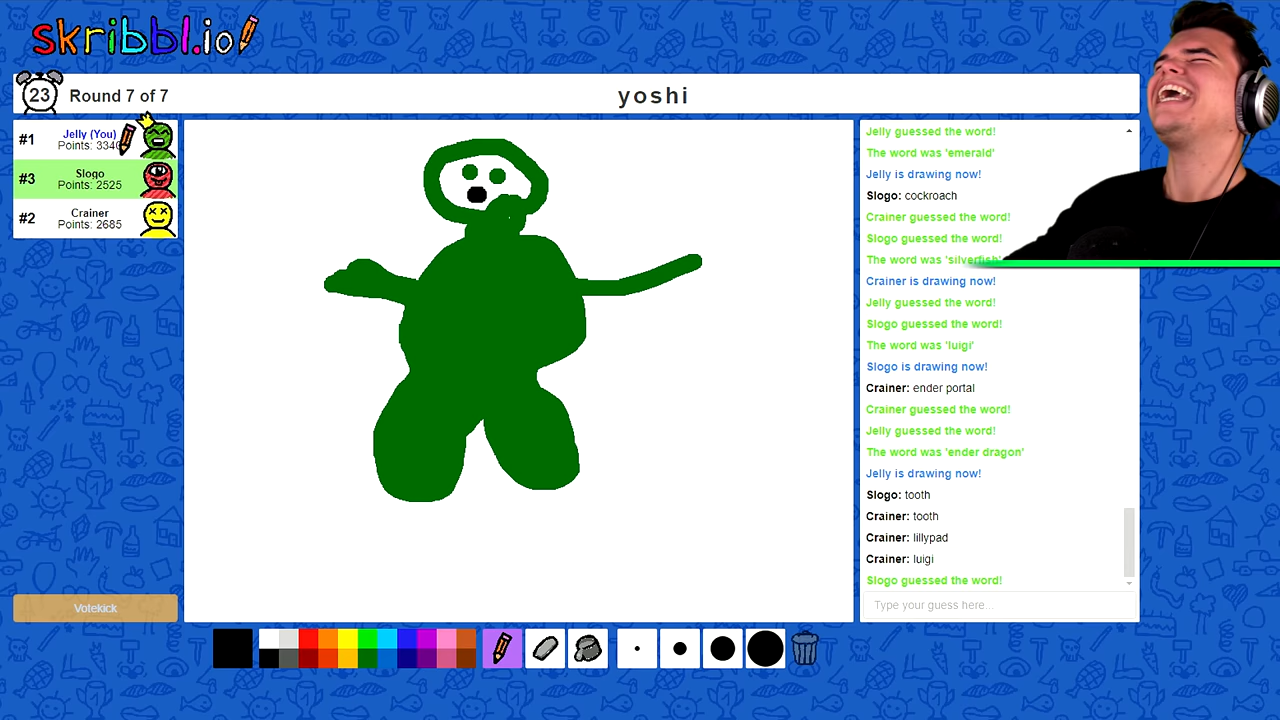 skribbl.io
23
Round 7 of 7
yoshi
#1
Jelly (You)
Points: 3340
#3
Slogo
Points: 2525
#2
Crainer
Points: 2685
Votekick
Jelly guessed the word!
The word was 'emerald'
Jelly is drawing now!
Slogo: cockroach
Crainer guessed the word!
Slogo guessed the word!
The word was 'silverfish'
Crainer is drawing now!
Jelly guessed the word!
Slogo guessed the word!
The word was 'luigi'
Slogo is drawing now!
Crainer: ender portal
Crainer guessed the word!
Jelly guessed the word!
The word was 'ender dragon'
Jelly is drawing now!
Slogo: tooth
Crainer: tooth
Crainer: lillypad
Crainer: luigi
Slogo guessed the word!
Type your guess here...